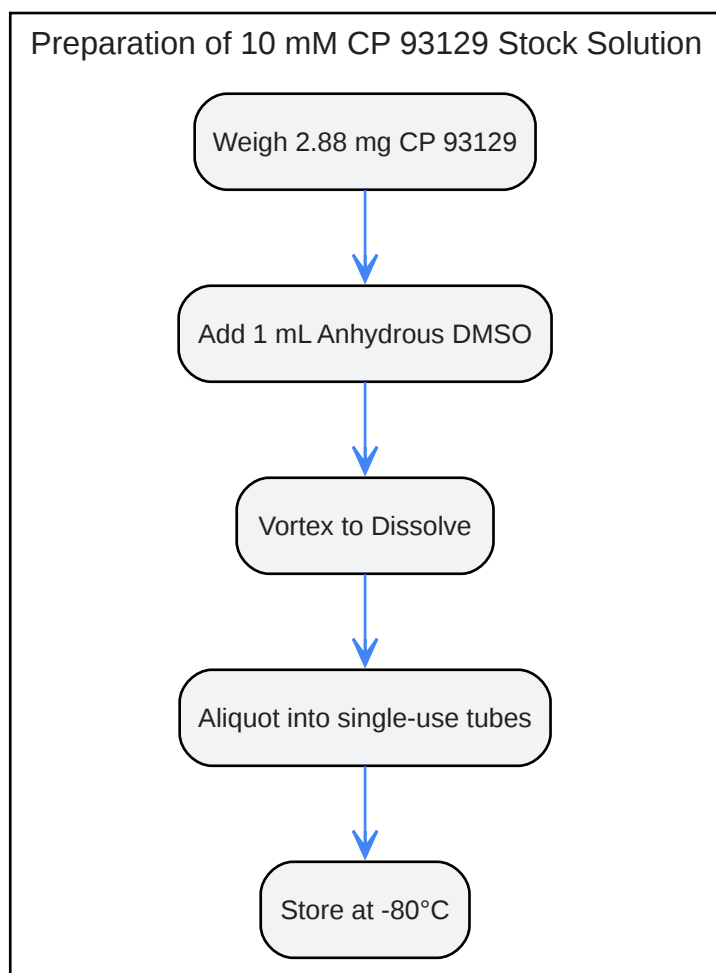 Preparation of 10 mM CP 93129 Stock Solution
Weigh 2.88 mg CP 93129
Add 1 mL Anhydrous DMSO
Vortex to Dissolve
Aliquot into single-use tubes
Store at -80°C